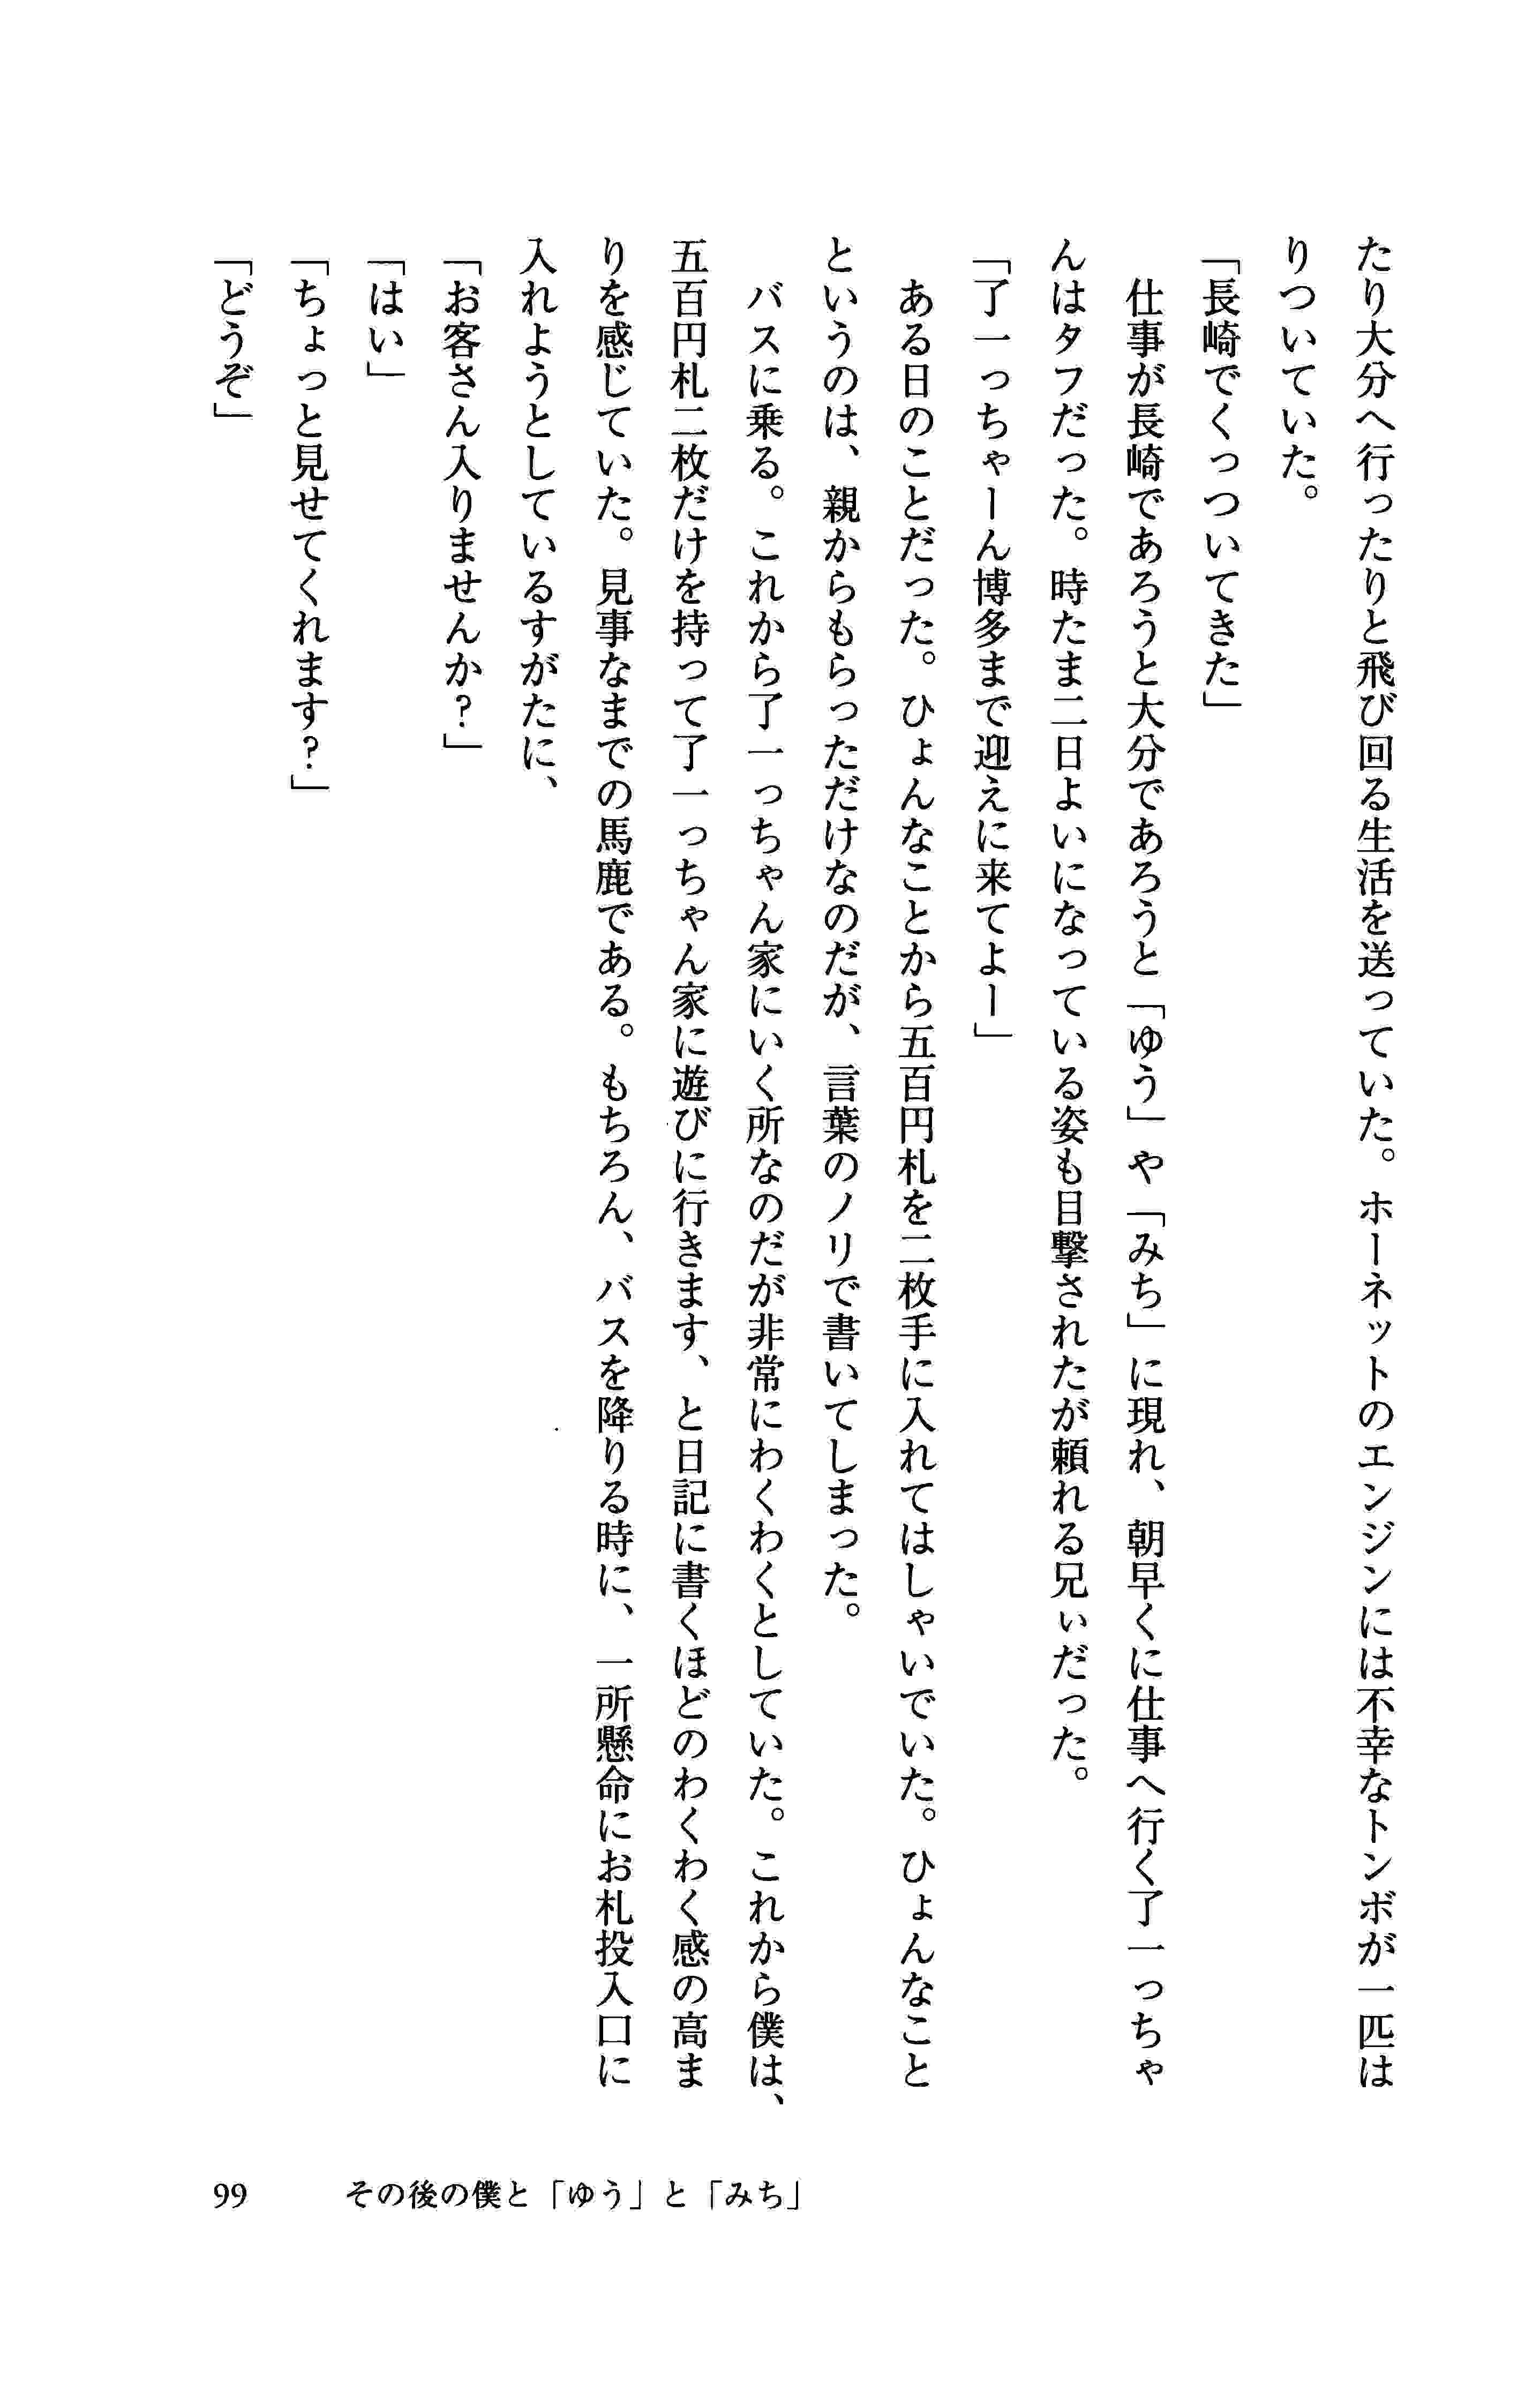 たり大分へ行ったりと飛び回る生活を送っていた。ホーネットのエンジンには不幸なトンボが一匹は
りついていた。
「長崎でくっついてきた」
　仕事が長崎であろうと大分であろうと「ゆう」や「みち」に現れ、朝早くに仕事へ行く了一っちゃ
んはタフだった。時たま二日よいになっている姿も目撃されたが頼れる兄ぃだった。
「了一っちゃーん博多まで迎えに来てよー」
　ある日のことだった。ひょんなことから五百円札を二枚手に入れてはしゃいでいた。ひょんなこと
というのは、親からもらっただけなのだが、言葉のノリで書いてしまった。
　バスに乗る。これから了一っちゃん家にいく所なのだが非常にわくわくとしていた。これから僕は、
五百円札二枚だけを持って了一っちゃん家に遊びに行きます、と日記に書くほどのわくわく感の高ま
りを感じていた。見事なまでの馬鹿である。もちろん、バスを降りる時に、一所懸命にお札投入口に
入れようとしているすがたに、
「お客さん入りませんか?」
「はい」
「ちょっと見せてくれます?」
「どうぞ」
99　その後の僕と「ゆう」と「みち」